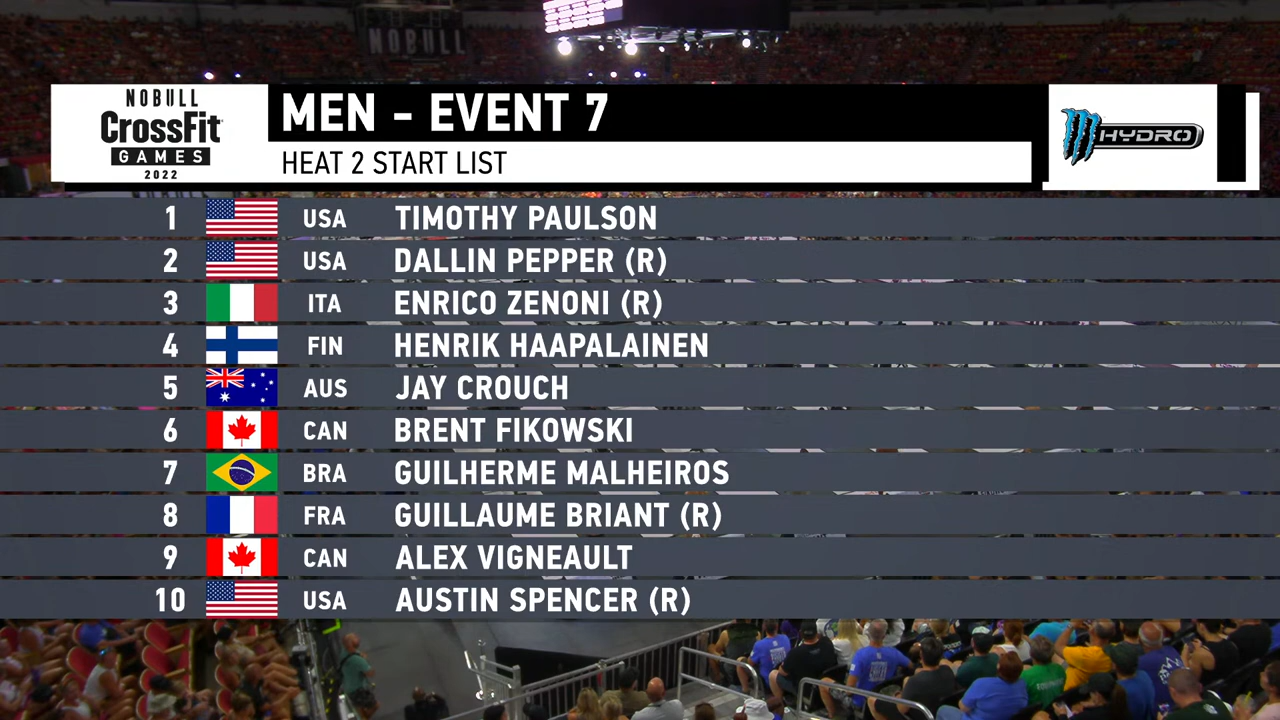 NOBULL
NOBULL
CrossFit
GAMES
2022
MEN - EVENT 7
HEAT 2 START LIST
HYDRO
1 USA TIMOTHY PAULSON
2 USA DALLIN PEPPER (R)
3 ITA ENRICO ZENONI (R)
4 FIN HENRIK HAAPALAINEN
5 AUS JAY CROUCH
6 CAN BRENT FIKOWSKI
7 BRA GUILHERME MALHEIROS
8 FRA GUILLAUME BRIANT (R)
9 CAN ALEX VIGNEAULT
10 USA AUSTIN SPENCER (R)